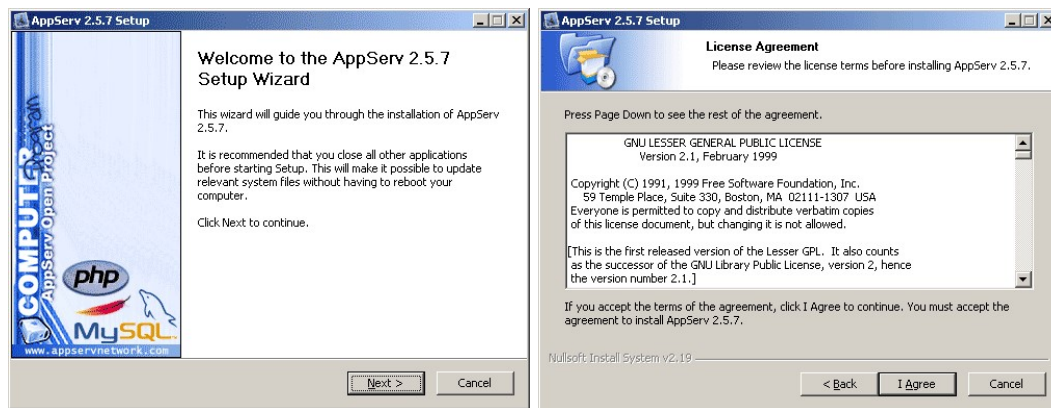 AppServ 2.5.7 Setup
COMPUTER
Program
AppServ Open Project
php
MySQL
www.appservnetwork.com
Welcome to the AppServ 2.5.7
Setup Wizard
This wizard will guide you through the installation of AppServ
2.5.7.
It is recommended that you close all other applications
before starting Setup. This will make it possible to update
relevant system files without having to reboot your
computer.
Click Next to continue.
Next >
Cancel
AppServ 2.5.7 Setup
License Agreement
Please review the license terms before installing AppServ 2.5.7.
Press Page Down to see the rest of the agreement.
GNU LESSER GENERAL PUBLIC LICENSE
Version 2.1, February 1999
Copyright (C) 1991, 1999 Free Software Foundation, Inc.
59 Temple Place, Suite 330, Boston, MA 02111-1307 USA
Everyone is permitted to copy and distribute verbatim copies
of this license document, but changing it is not allowed.
[This is the first released version of the Lesser GPL. It also counts
as the successor of the GNU Library Public License, version 2, hence
the version number 2.1.]
If you accept the terms of the agreement, click I Agree to continue. You must accept the
agreement to install AppServ 2.5.7.
Nullsoft Install System v2.19
< Back
I Agree
Cancel